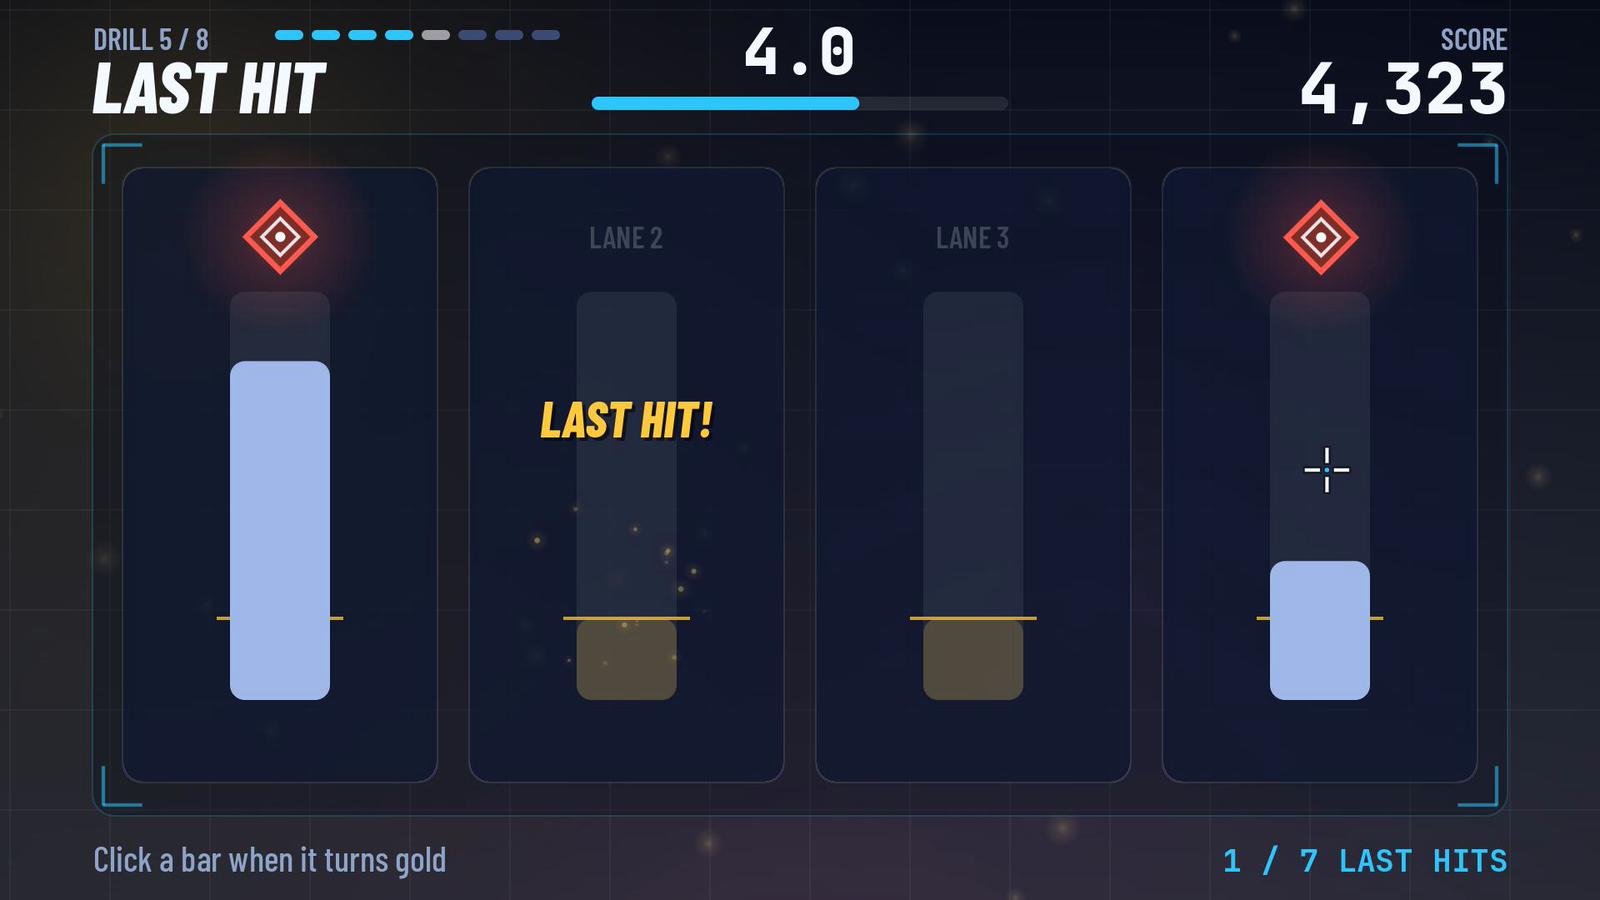 DRILL 5 / 8
LAST HIT
4.0
SCORE
4,323
LANE 2
LANE 3
LAST HIT!
Click a bar when it turns gold
1 / 7 LAST HITS